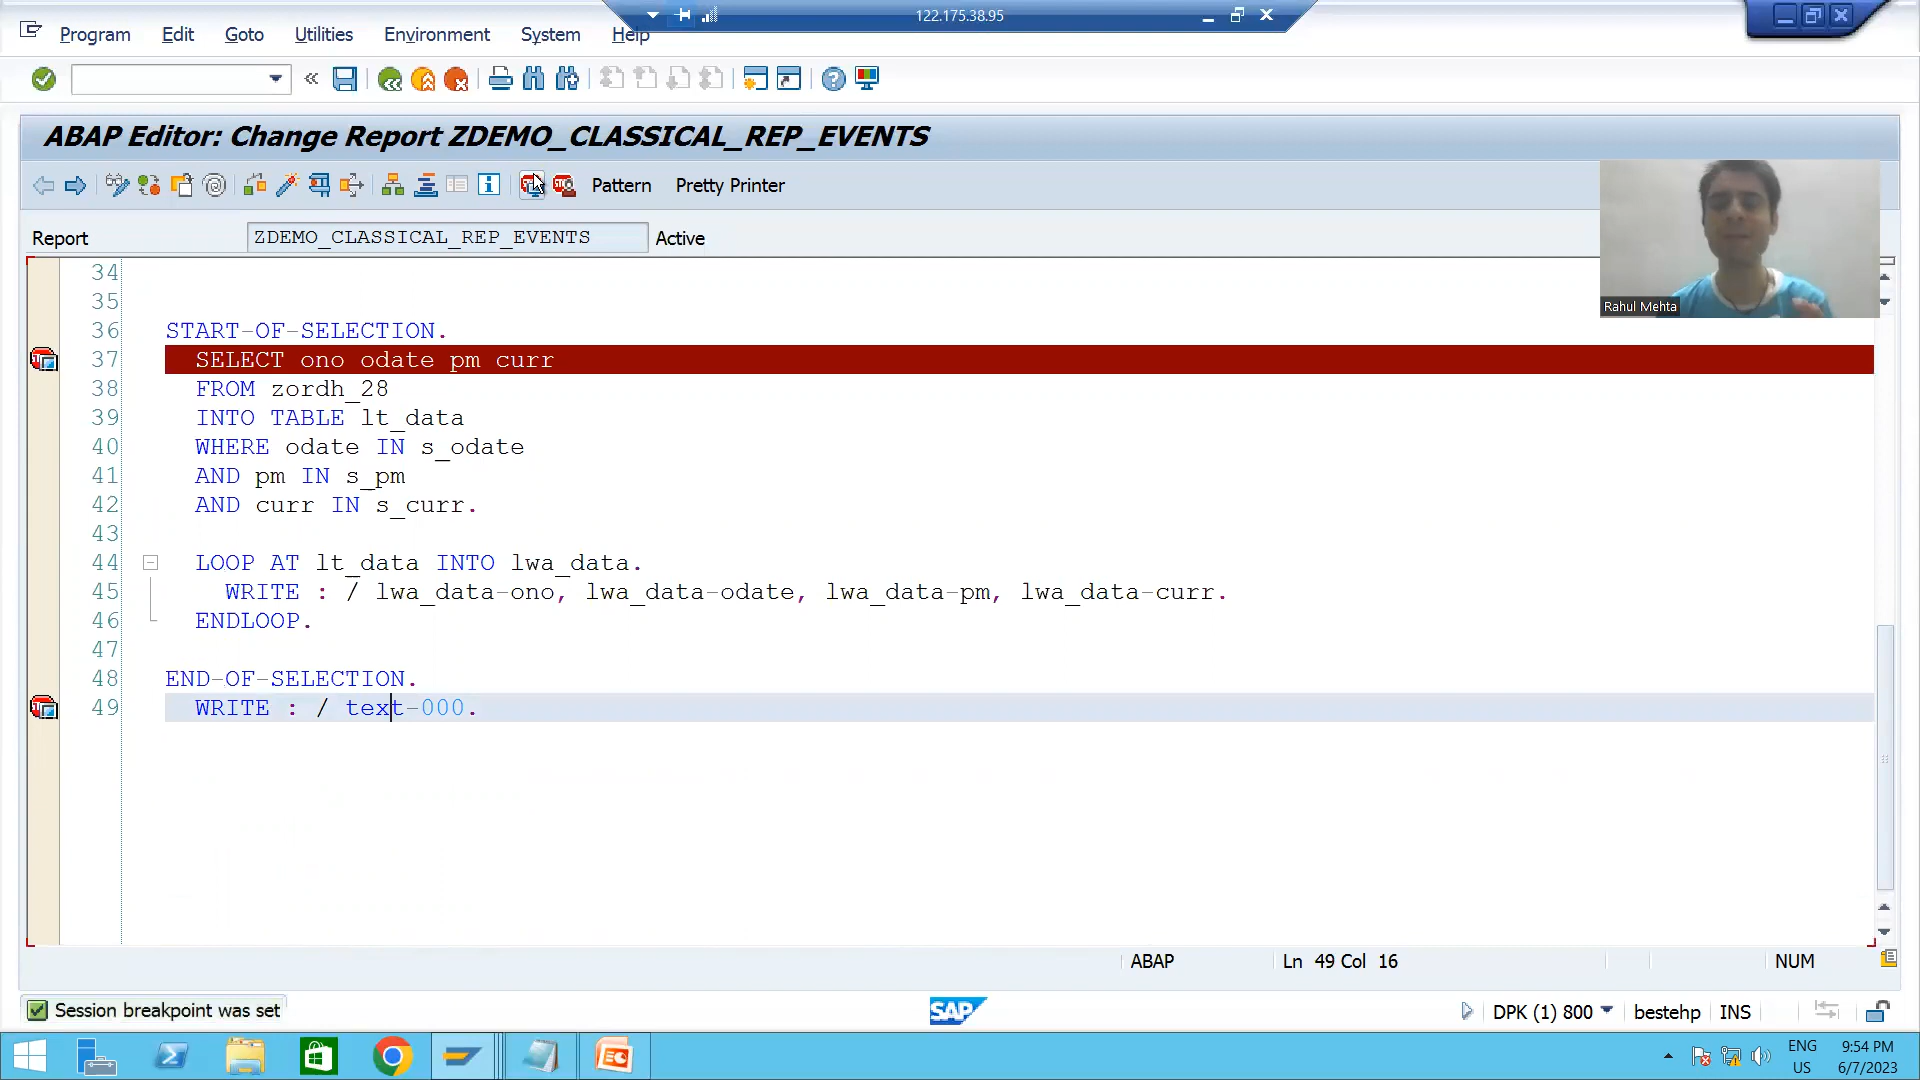 122.175.38.95
Program Edit Goto Utilities Environment System Help
ABAP Editor: Change Report ZDEMO_CLASSICAL_REP_EVENTS
Pattern Pretty Printer
Report ZDEMO_CLASSICAL_REP_EVENTS Active
Rahul Mehta
34
35
36 START-OF-SELECTION.
37 SELECT ono odate pm curr
38 FROM zordh_28
39 INTO TABLE lt_data
40 WHERE odate IN s_odate
41 AND pm IN s_pm
42 AND curr IN s_curr.
43
44 LOOP AT lt_data INTO lwa_data.
45 WRITE : / lwa_data-ono, lwa_data-odate, lwa_data-pm, lwa_data-curr.
46 ENDLOOP.
47
48 END-OF-SELECTION.
49 WRITE : / text-000.
ABAP Ln 49 Col 16 NUM
Session breakpoint was set
SAP
DPK (1) 800 bestehp INS
ENG
US
9:54 PM
6/7/2023